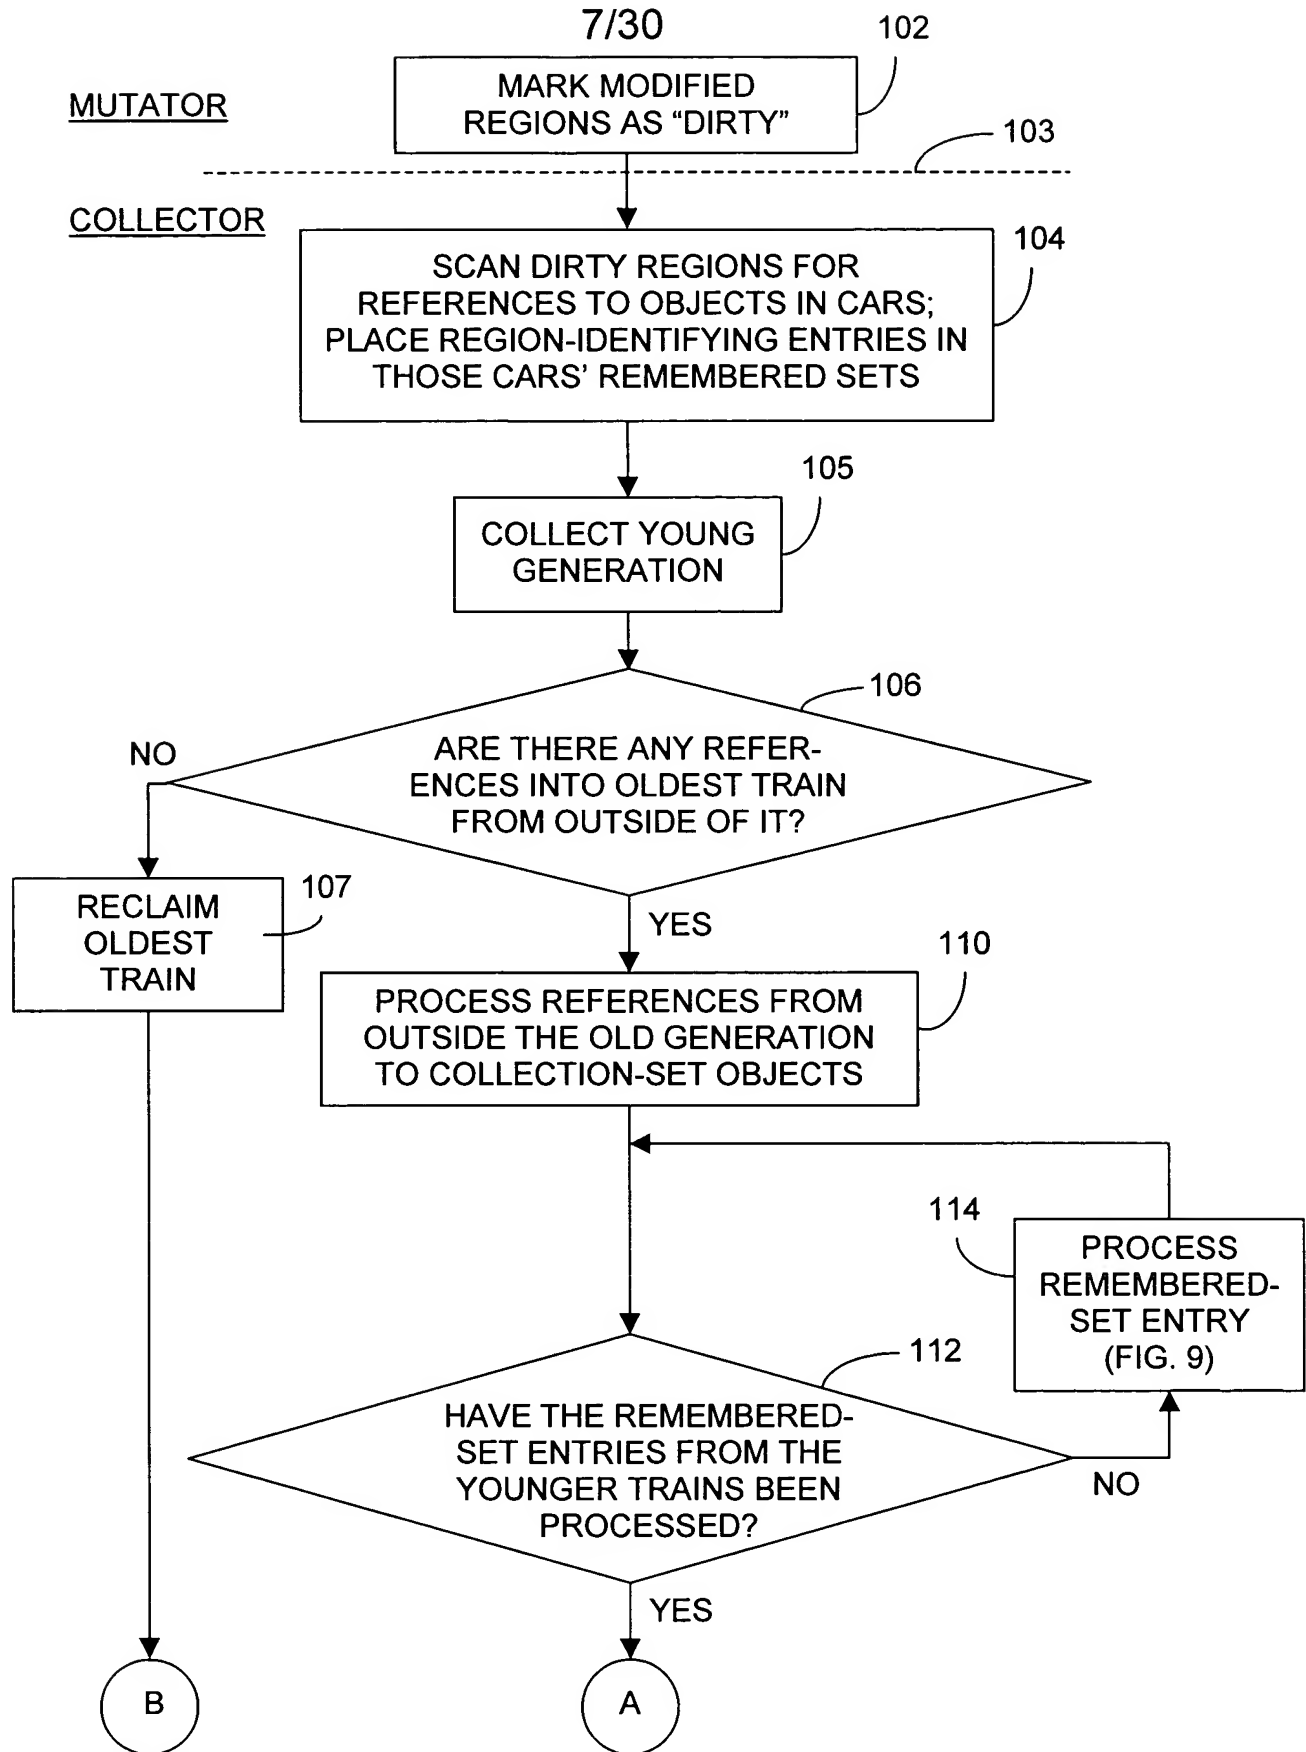 7/30
102
MARK MODIFIED
REGIONS AS “DIRTY”
MUTATOR
103
COLLECTOR
104
SCAN DIRTY REGIONS FOR
REFERENCES TO OBJECTS IN CARS;
PLACE REGION-IDENTIFYING ENTRIES IN
THOSE CARS’ REMEMBERED SETS
105
COLLECT YOUNG
GENERATION
106
NO
ARE THERE ANY REFER-
ENCES INTO OLDEST TRAIN
FROM OUTSIDE OF IT?
107
RECLAIM
OLDEST
TRAIN
YES
110
PROCESS REFERENCES FROM
OUTSIDE THE OLD GENERATION
TO COLLECTION-SET OBJECTS
114
PROCESS
REMEMBERED-
SET ENTRY
(FIG. 9)
112
HAVE THE REMEMBERED-
SET ENTRIES FROM THE
YOUNGER TRAINS BEEN
PROCESSED?
NO
YES
B
A